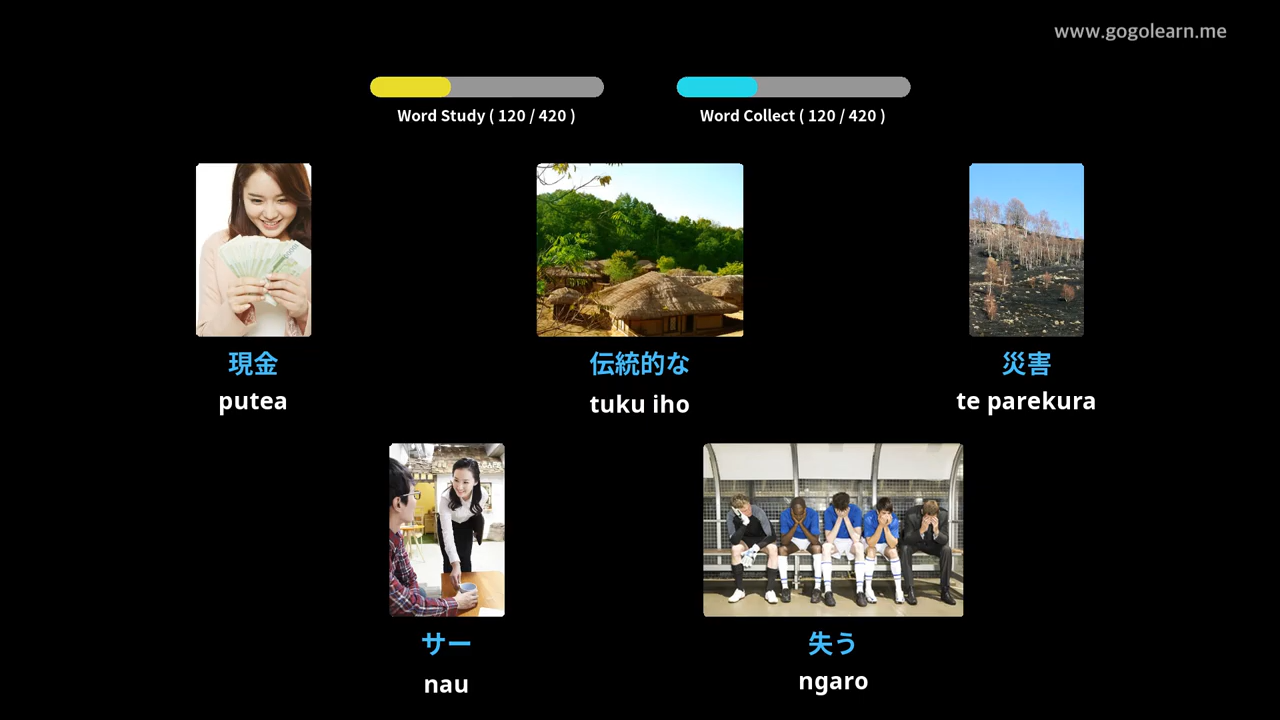 www.gogolearn.me
Word Study ( 120 / 420 )
Word Collect ( 120 / 420 )
現金
putea
伝統的な
tuku iho
災害
te parekura
サー
nau
失う
ngaro